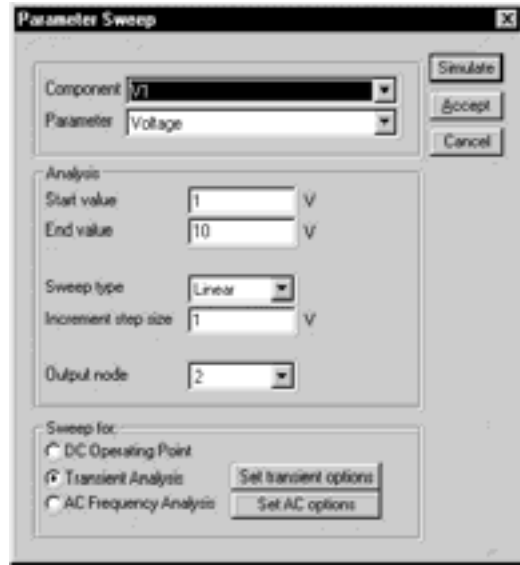 Parameter Sweep
Simulate
Component V1
Accept
Parameter Voltage
Cancel
Analysis
Start value 1 V
End value 10 V
Sweep type Linear
Increment step size 1 V
Output node 2
Sweep for:
DC Operating Point
Transient Analysis Set transient options
AC Frequency Analysis Set AC options